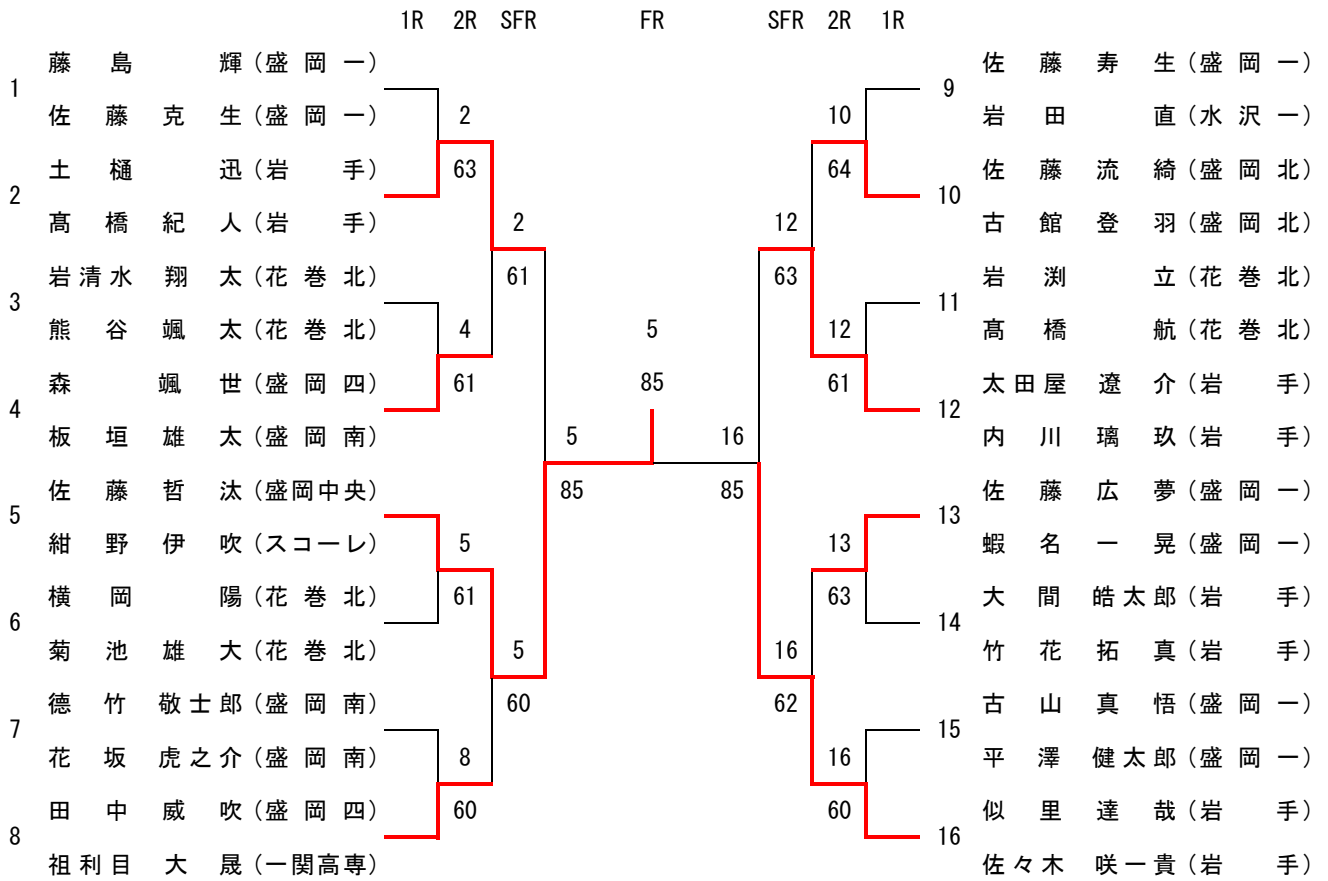 1R 2R SFR FR SFR 2R 1R
藤島 輝(盛岡一)
1
佐藤克生(盛岡一)
2
土樋 迅(岩手)
63
2
髙橋紀人(岩手)
2
岩清水翔太(花巻北)
61
3
熊谷颯太(花巻北)
4
森 颯世(盛岡四)
61
4
板垣雄太(盛岡南)
5
佐藤哲汰(盛岡中央)
85
5
紺野伊吹(スコーレ)
5
横岡 陽(花巻北)
61
6
菊池雄大(花巻北)
5
德竹敬士郎(盛岡南)
60
7
花坂虎之介(盛岡南)
8
田中威吹(盛岡四)
60
8
祖利目大晟(一関高専)
5
85
佐藤寿生(盛岡一)
9
10
岩田 直(水沢一)
64
佐藤流綺(盛岡北)
10
12
古館登羽(盛岡北)
63
岩渕 立(花巻北)
11
12
髙橋 航(花巻北)
61
太田屋遼介(岩手)
12
16
内川璃玖(岩手)
85
佐藤広夢(盛岡一)
13
13
蝦名一晃(盛岡一)
63
大間皓太郎(岩手)
14
16
竹花拓真(岩手)
62
古山真悟(盛岡一)
15
16
平澤健太郎(盛岡一)
60
似里達哉(岩手)
16
佐々木咲一貴(岩手)